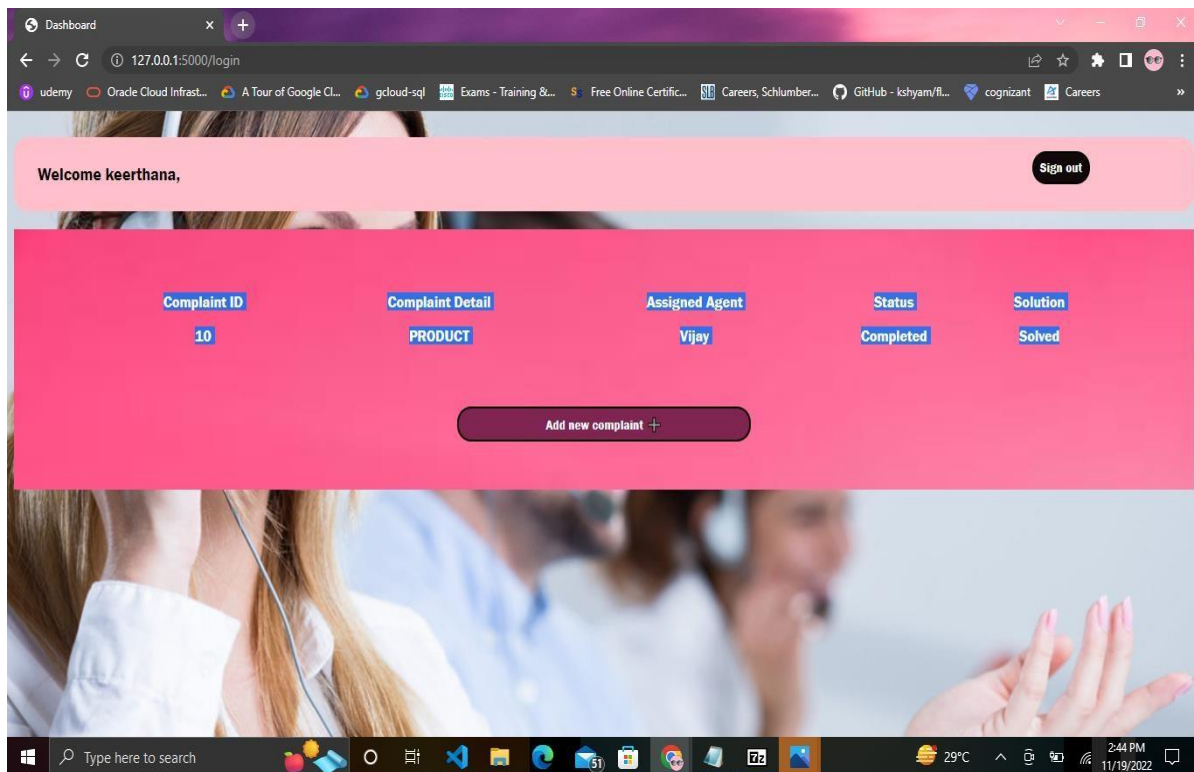 Dashboard
127.0.0.1:5000/login
udemy Oracle Cloud Infrast... A Tour of Google Cl... gcloud-sql Exams - Training &... Free Online Certific... Careers, Schlumber... GitHub - kshyam/fl... cognizant Careers »
Welcome keerthana,
Sign out
Complaint ID Complaint Detail Assigned Agent Status Solution
10 PRODUCT Vijay Completed Solved
Add new complaint
Type here to search
51
7z
29°C
2:44 PM
11/19/2022